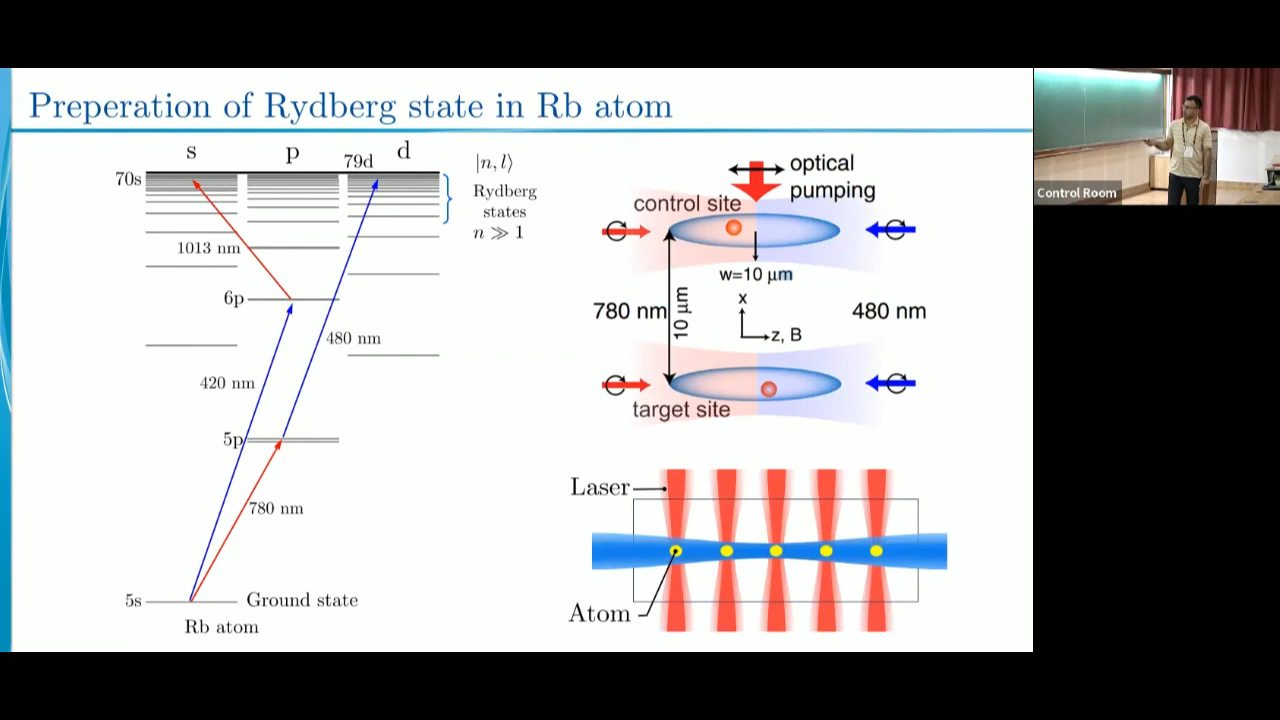 Preperation of Rydberg state in Rb atom
s
p
79d
d
70s
|n, l⟩
Rydberg
states
n ≫ 1
1013 nm
6p
480 nm
420 nm
5p
780 nm
5s
Ground state
Rb atom
optical
pumping
control site
w=10 μm
780 nm
10 μm
x
z, B
480 nm
target site
Laser
Atom
Control Room